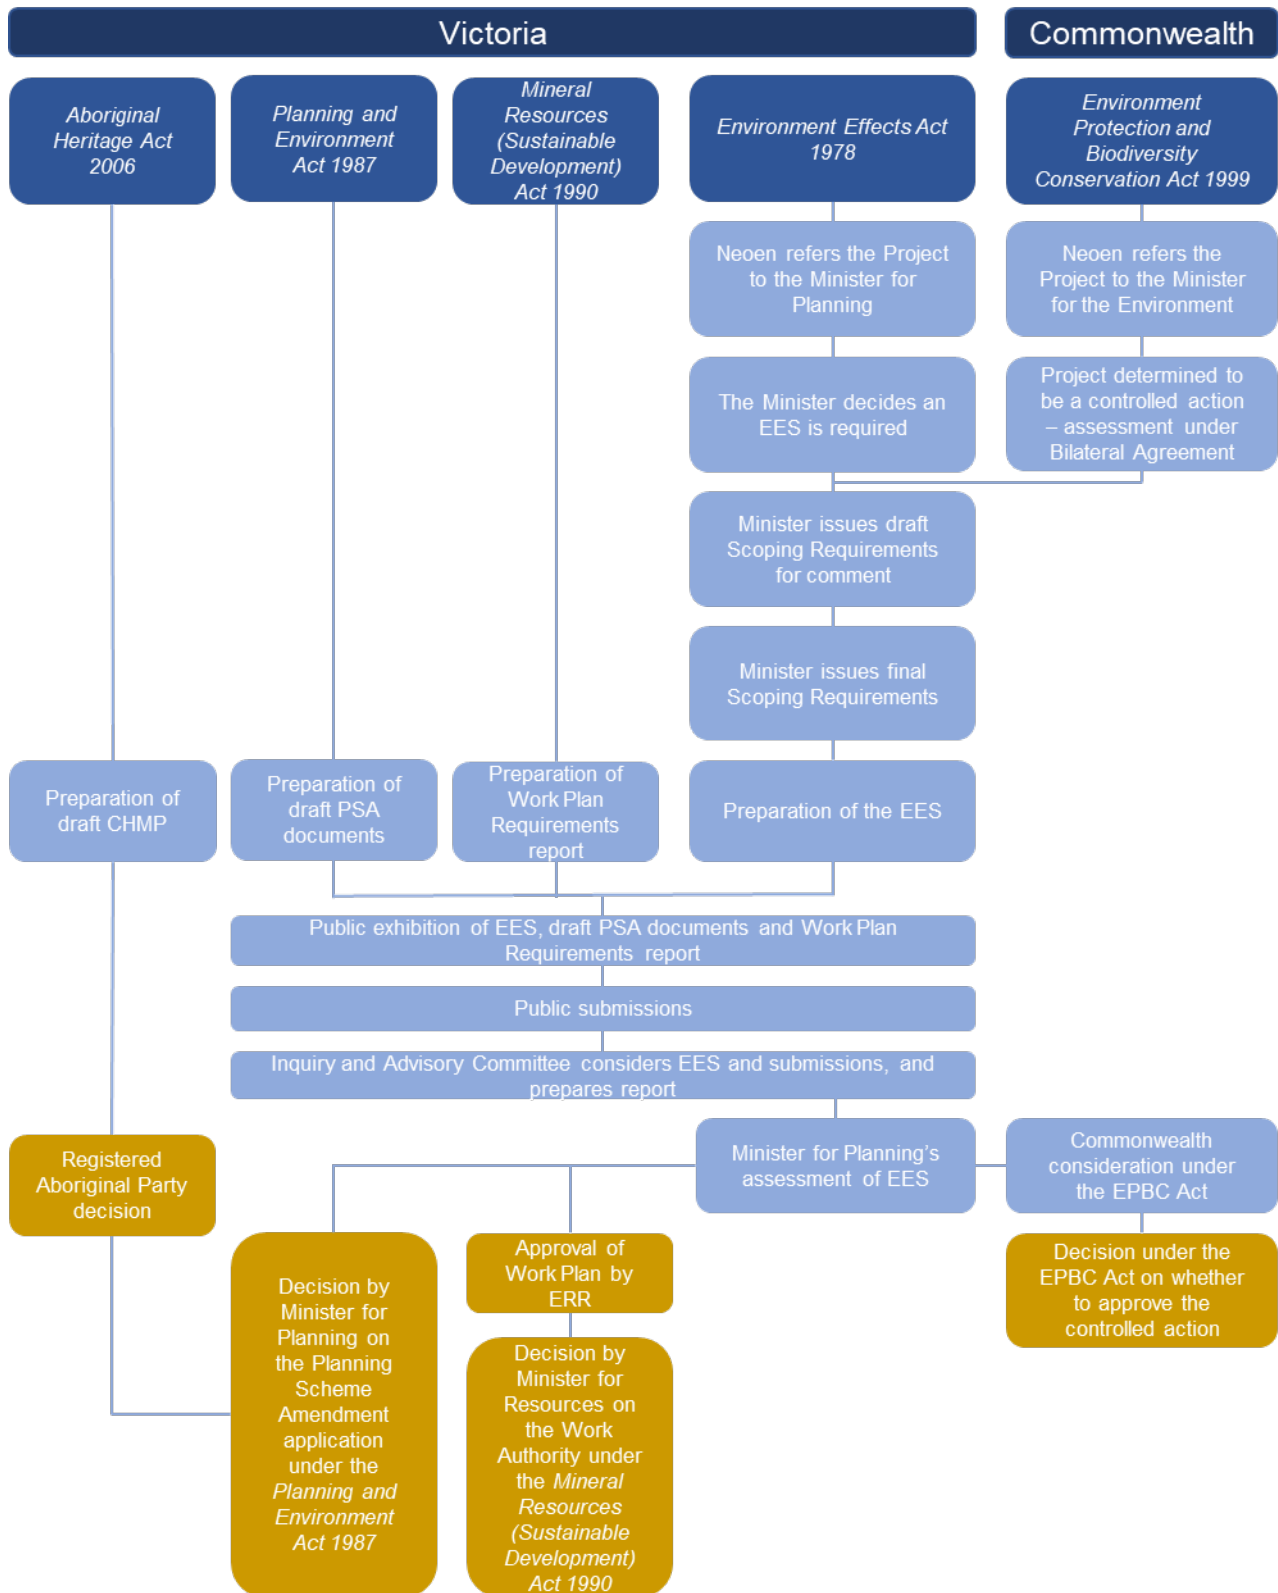 Victoria
Commonwealth
Aboriginal
Heritage Act
2006
Planning and
Environment
Act 1987
Mineral
Resources
(Sustainable
Development)
Act 1990
Environment Effects Act
1978
Environment
Protection and
Biodiversity
Conservation Act 1999
Neoen refers the Project
to the Minister for
Planning
Neoen refers the
Project to the Minister
for the Environment
The Minister decides an
EES is required
Project determined to
be a controlled action
– assessment under
Bilateral Agreement
Minister issues draft
Scoping Requirements
for comment
Minister issues final
Scoping Requirements
Preparation of
draft CHMP
Preparation of
draft PSA
documents
Preparation of
Work Plan
Requirements
report
Preparation of the EES
Public exhibition of EES, draft PSA documents and Work Plan
Requirements report
Public submissions
Inquiry and Advisory Committee considers EES and submissions, and
prepares report
Registered
Aboriginal Party
decision
Minister for Planning's
assessment of EES
Commonwealth
consideration under
the EPBC Act
Decision by
Minister for
Planning on
the Planning
Scheme
Amendment
application
under the
Planning and
Environment
Act 1987
Approval of
Work Plan by
ERR
Decision by
Minister for
Resources on
the Work
Authority under
the Mineral
Resources
(Sustainable
Development)
Act 1990
Decision under the
EPBC Act on whether
to approve the
controlled action